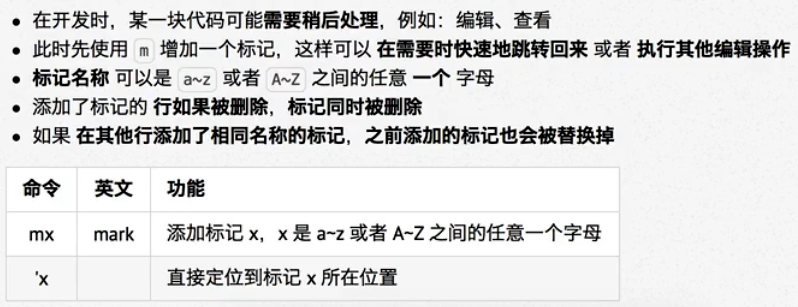 在开发时，某一块代码可能需要稍后处理，例如：编辑、查看
此时先使用 m 增加一个标记，这样可以 在需要时快速地跳转回来 或者 执行其他编辑操作
标记名称 可以是 a~z 或者 A~Z 之间的任意 一个 字母
添加了标记的 行如果被删除，标记同时被删除
如果 在其他行添加了相同名称的标记，之前添加的标记也会被替换掉
命令 英文 功能
mx mark 添加标记 x，x 是 a~z 或者 A~Z 之间的任意一个字母
'x 直接定位到标记 x 所在位置